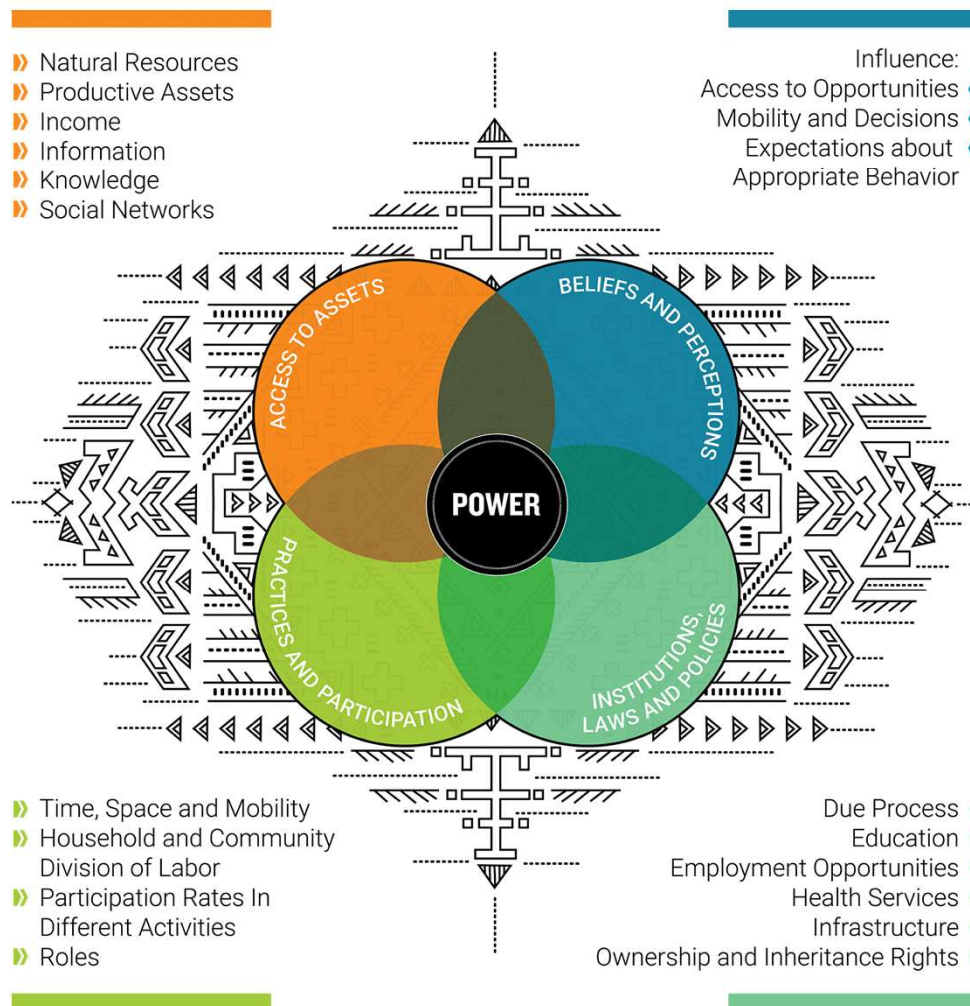 Natural Resources
Productive Assets
Income
Information
Knowledge
Social Networks
Influence:
Access to Opportunities
Mobility and Decisions
Expectations about
Appropriate Behavior
ACCESS TO ASSETS
BELIEFS AND PERCEPTIONS
POWER
PRACTICES AND PARTICIPATION
INSTITUTIONS,
LAWS AND POLICIES
Time, Space and Mobility
Household and Community
Division of Labor
Participation Rates In
Different Activities
Roles
Due Process
Education
Employment Opportunities
Health Services
Infrastructure
Ownership and Inheritance Rights